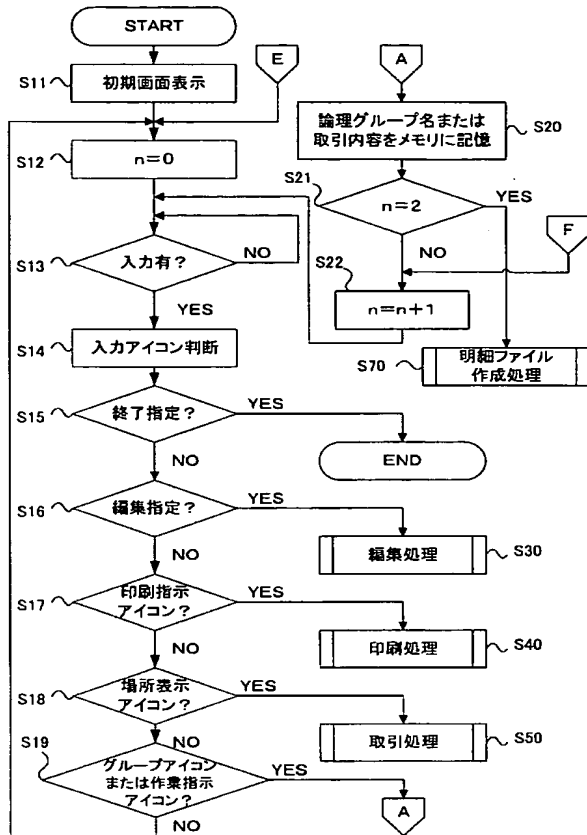 START
S11
初期画面表示
E
S12
n=0
S13
入力有?
NO
YES
S14
入力アイコン判断
S15
終了指定?
YES
END
NO
S16
編集指定?
YES
編集処理
S30
NO
S17
印刷指示
アイコン?
YES
印刷処理
S40
NO
S18
場所表示
アイコン?
YES
取引処理
S50
NO
S19
グループアイコン
または作業指示
アイコン?
YES
A
NO
A
論理グループ名または
取引内容をメモリに記憶
S20
S21
n=2
YES
NO
F
S22
n=n+1
S70
明細ファイル
作成処理